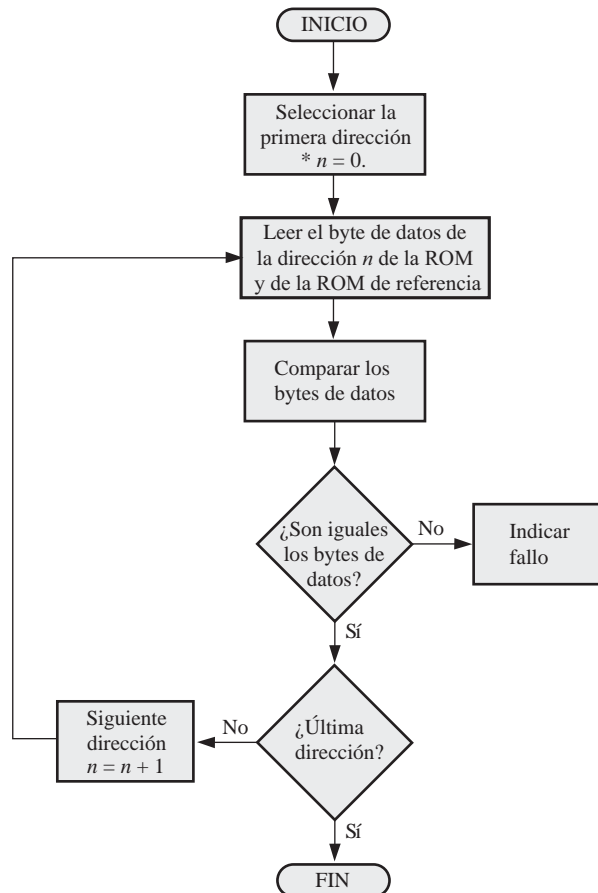 INICIO
Seleccionar la
primera dirección
* n = 0.
Leer el byte de datos de
la dirección n de la ROM
y de la ROM de referencia
Comparar los
bytes de datos
¿Son iguales
los bytes de
datos?
No
Indicar
fallo
Sí
¿Última
dirección?
No
Siguiente
dirección
n = n + 1
Sí
FIN